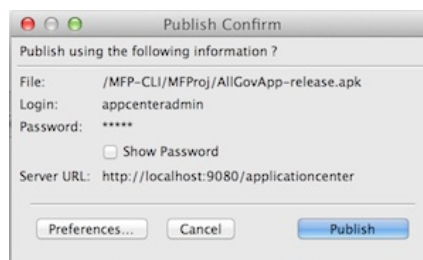 Publish Confirm
Publish using the following information ?
File: /MFP-CLI/MFProj/AllGovApp-release.apk
Login: appcenteradmin
Password: *****
Show Password
Server URL: http://localhost:9080/applicationcenter
Preferences... Cancel Publish